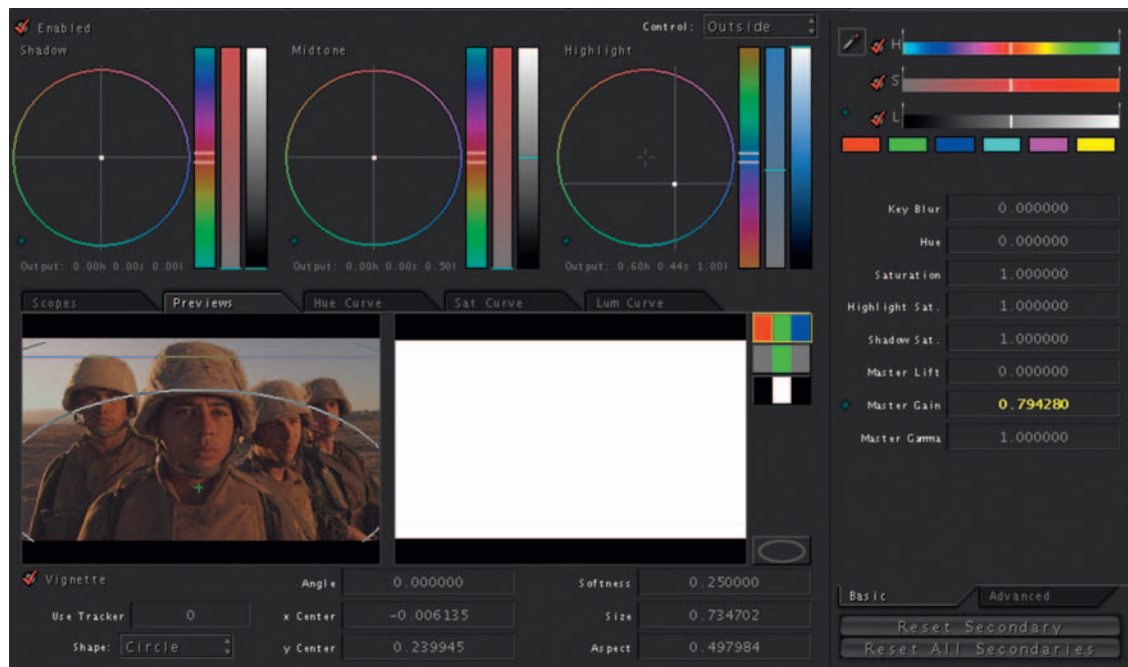 Enabled
Control: Outside
Shadow
Midtone
Highlight
H
S
L
Output: 0.00h 0.00s 0.00l
Output: 0.00h 0.00s 0.50l
Output: 0.60h 0.44s 1.00l
Key Blur 0.000000
Hue 0.000000
Saturation 1.000000
Highlight Sat. 1.000000
Shadow Sat. 1.000000
Master Lift 0.000000
Master Gain 0.794280
Master Gamma 1.000000
Scopes
Previews
Hue Curve
Sat Curve
Lum Curve
Vignette
Angle 0.000000
Softness 0.250000
Use Tracker 0
x Center -0.006135
Size 0.734702
Shape: Circle
y Center 0.239945
Aspect 0.497984
Basic
Advanced
Reset Secondary
Reset All Secondaries